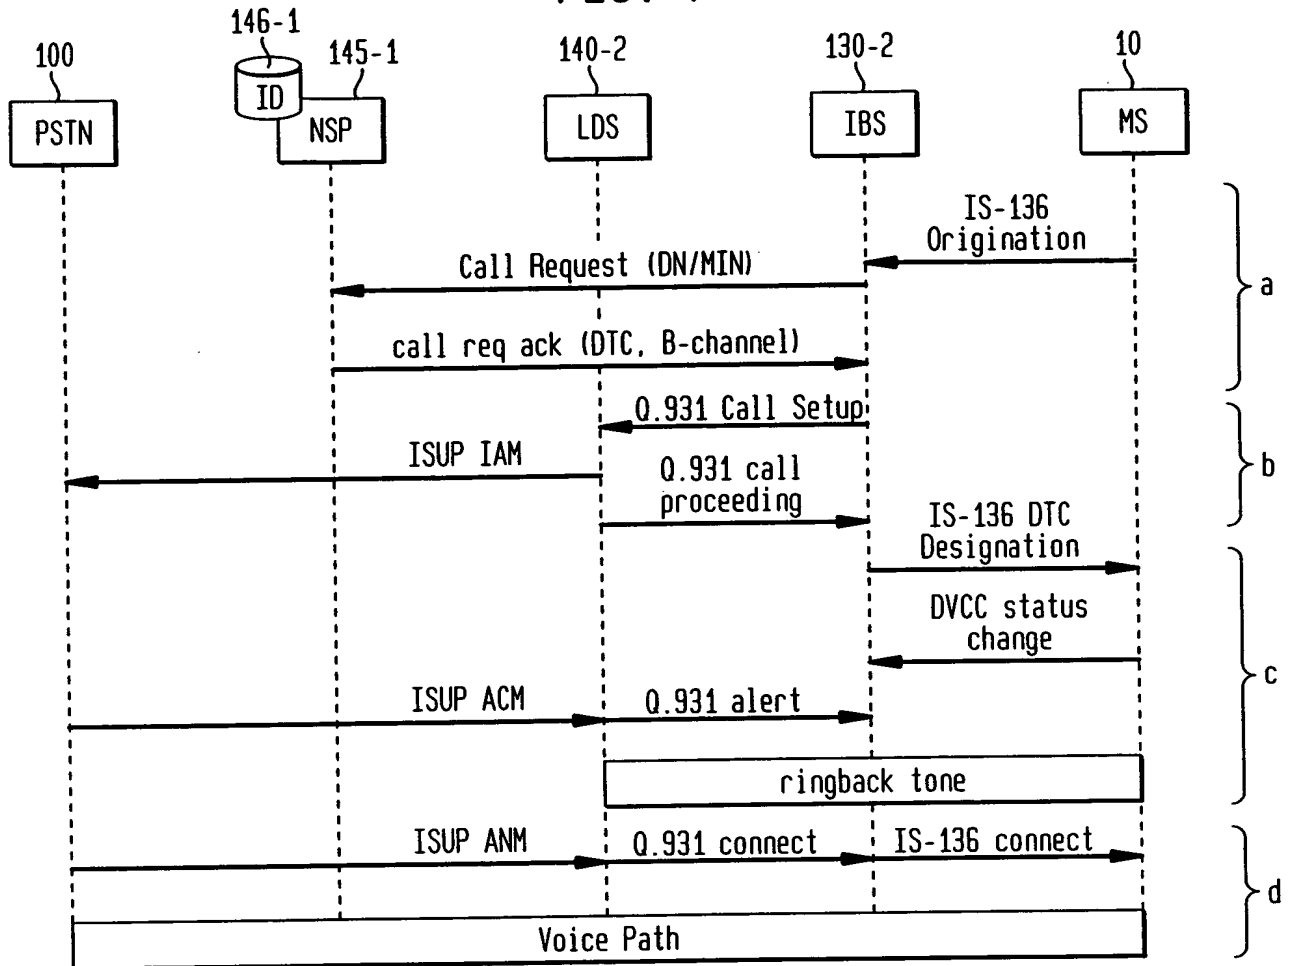 146-1
100
145-1
140-2
130-2
10
ID
PSTN
NSP
LDS
IBS
MS
IS-136
Origination
Call Request (DN/MIN)
a
call req ack (DTC, B-channel)
Q.931 Call Setup
ISUP IAM
Q.931 call
proceeding
b
IS-136 DTC
Designation
DVCC status
change
c
ISUP ACM
Q.931 alert
ringback tone
ISUP ANM
Q.931 connect
IS-136 connect
d
Voice Path